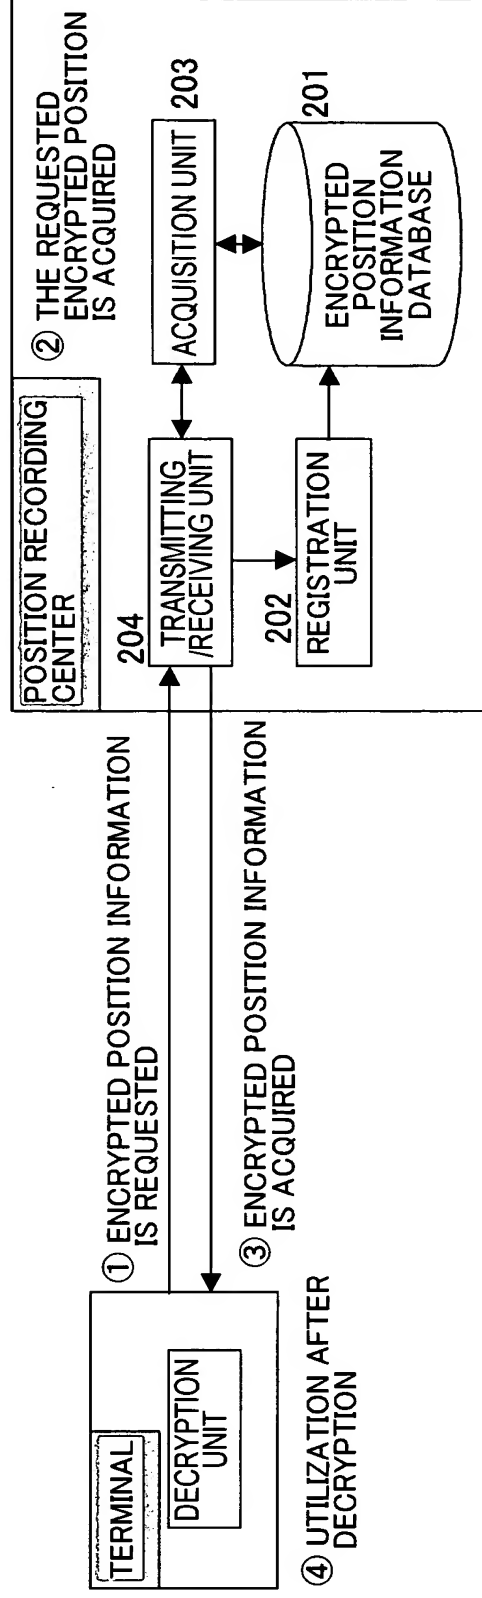 TERMINAL
DECRYPTION
UNIT
④ UTILIZATION AFTER
DECRYPTION
① ENCRYPTED POSITION INFORMATION
IS REQUESTED
③ ENCRYPTED POSITION INFORMATION
IS ACQUIRED
POSITION RECORDING
CENTER
② THE REQUESTED
ENCRYPTED POSITION
IS ACQUIRED
204
TRANSMITTING
/RECEIVING UNIT
ACQUISITION UNIT
203
202
REGISTRATION
UNIT
201
ENCRYPTED
POSITION
INFORMATION
DATABASE